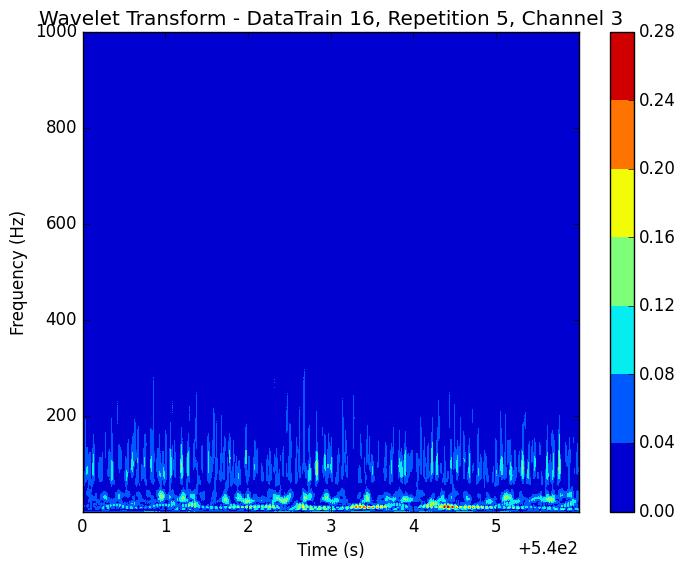 Wavelet Transform - DataTrain 16, Repetition 5, Channel 3
1000
800
600
400
200
Frequency (Hz)
0 1 2 3 4 5
Time (s)
+5.4e2
0.28
0.24
0.20
0.16
0.12
0.08
0.04
0.00